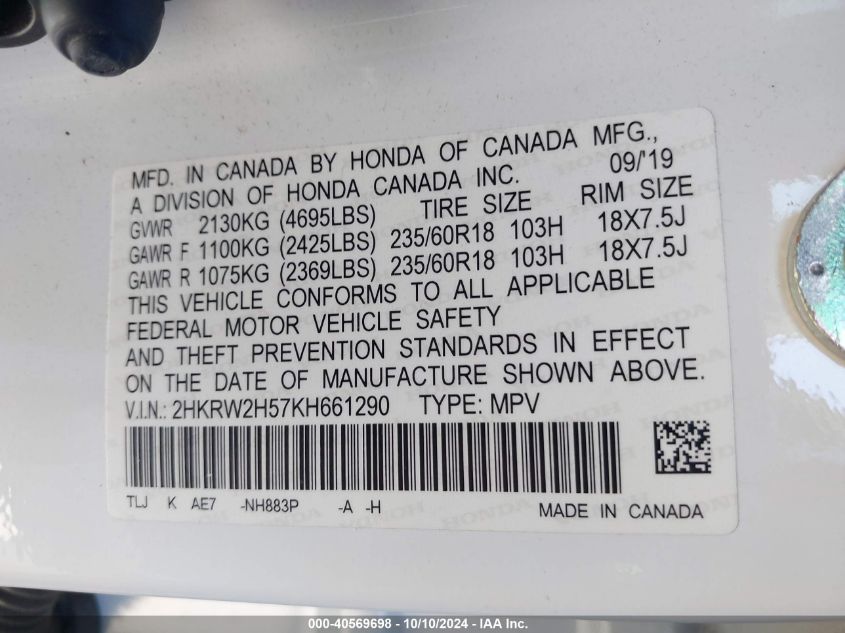 MFD. IN CANADA BY HONDA OF CANADA MFG.,
A DIVISION OF HONDA CANADA INC. 09/'19
GVWR 2130KG (4695LBS) TIRE SIZE RIM SIZE
GAWR F 1100KG (2425LBS) 235/60R18 103H 18X7.5J
GAWR R 1075KG (2369LBS) 235/60R18 103H 18X7.5J
THIS VEHICLE CONFORMS TO ALL APPLICABLE
FEDERAL MOTOR VEHICLE SAFETY
AND THEFT PREVENTION STANDARDS IN EFFECT
ON THE DATE OF MANUFACTURE SHOWN ABOVE.
V.I.N.: 2HKRW2H57KH661290 TYPE: MPV
TLJ K AE7 -NH883P -A -H MADE IN CANADA
000-40569698 - 10/10/2024 - IAA Inc.